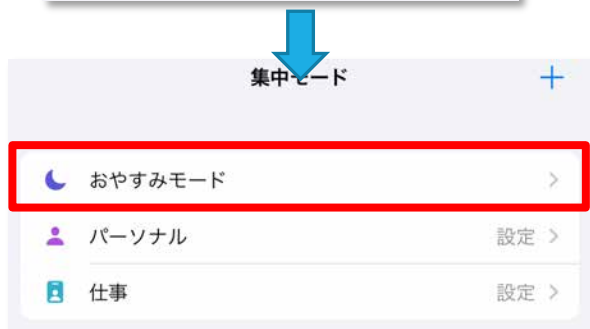 集中モード
おやすみモード
パーソナル 設定
仕事 設定